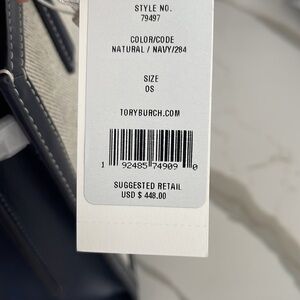 STYLE NO.
79497
COLOR/CODE
NATURAL / NAVY/284
SIZE
OS
TORYBURCH.COM
1 92485 74909 0
SUGGESTED RETAIL
USD $ 448.00